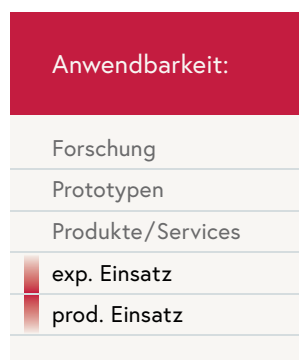 Anwendbarkeit:
Forschung
Prototypen
Produkte/Services
exp. Einsatz
prod. Einsatz